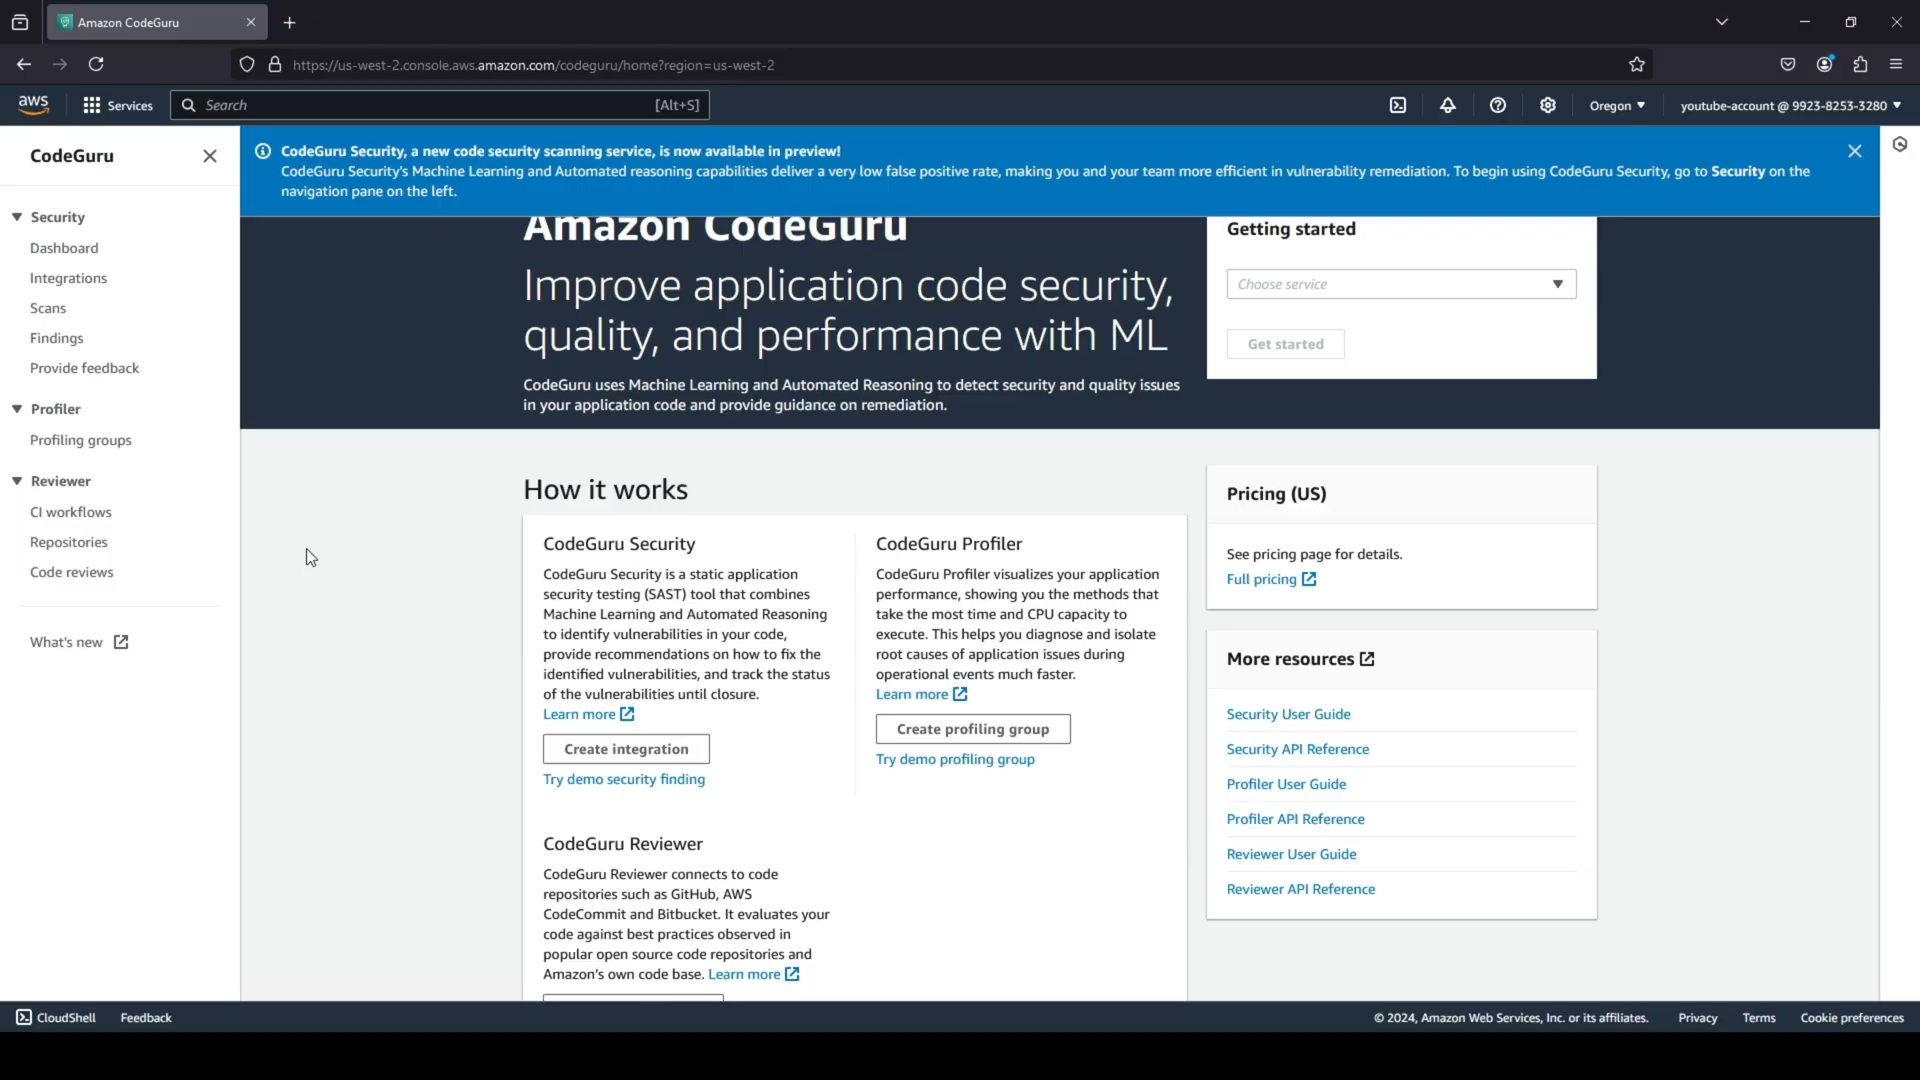 Amazon CodeGuru
https://us-west-2.console.aws.amazon.com/codeguru/home?region=us-west-2
aws
Services
Search
[Alt+S]
Oregon
youtube-account @ 9923-8253-3280
CodeGuru
CodeGuru Security, a new code security scanning service, is now available in preview!
CodeGuru Security's Machine Learning and Automated reasoning capabilities deliver a very low false positive rate, making you and your team more efficient in vulnerability remediation. To begin using CodeGuru Security, go to Security on the
navigation pane on the left.
Security
Dashboard
Integrations
Scans
Findings
Provide feedback
Profiler
Profiling groups
Reviewer
CI workflows
Repositories
Code reviews
What's new
Amazon CodeGuru
Improve application code security,
quality, and performance with ML
CodeGuru uses Machine Learning and Automated Reasoning to detect security and quality issues
in your application code and provide guidance on remediation.
Getting started
Choose service
Get started
How it works
CodeGuru Security
CodeGuru Security is a static application
security testing (SAST) tool that combines
Machine Learning and Automated Reasoning
to identify vulnerabilities in your code,
provide recommendations on how to fix the
identified vulnerabilities, and track the status
of the vulnerabilities until closure.
Learn more
Create integration
Try demo security finding
CodeGuru Profiler
CodeGuru Profiler visualizes your application
performance, showing you the methods that
take the most time and CPU capacity to
execute. This helps you diagnose and isolate
root causes of application issues during
operational events much faster.
Learn more
Create profiling group
Try demo profiling group
CodeGuru Reviewer
CodeGuru Reviewer connects to code
repositories such as GitHub, AWS
CodeCommit and Bitbucket. It evaluates your
code against best practices observed in
popular open source code repositories and
Amazon's own code base. Learn more
Pricing (US)
See pricing page for details.
Full pricing
More resources
Security User Guide
Security API Reference
Profiler User Guide
Profiler API Reference
Reviewer User Guide
Reviewer API Reference
CloudShell
Feedback
© 2024, Amazon Web Services, Inc. or its affiliates.
Privacy
Terms
Cookie preferences